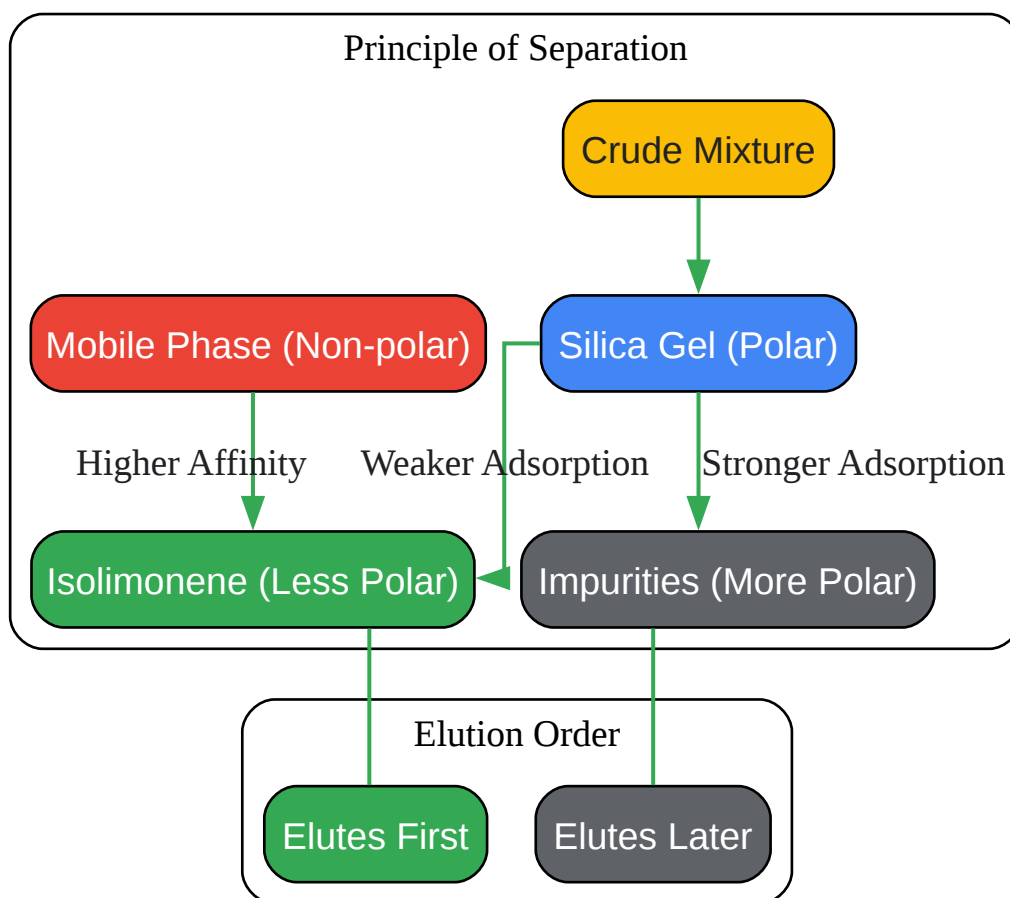 Principle of Separation
Crude Mixture
Mobile Phase (Non-polar)
Silica Gel (Polar)
Higher Affinity
Weaker Adsorption
Stronger Adsorption
Isolimonene (Less Polar)
Impurities (More Polar)
Elution Order
Elutes First
Elutes Later